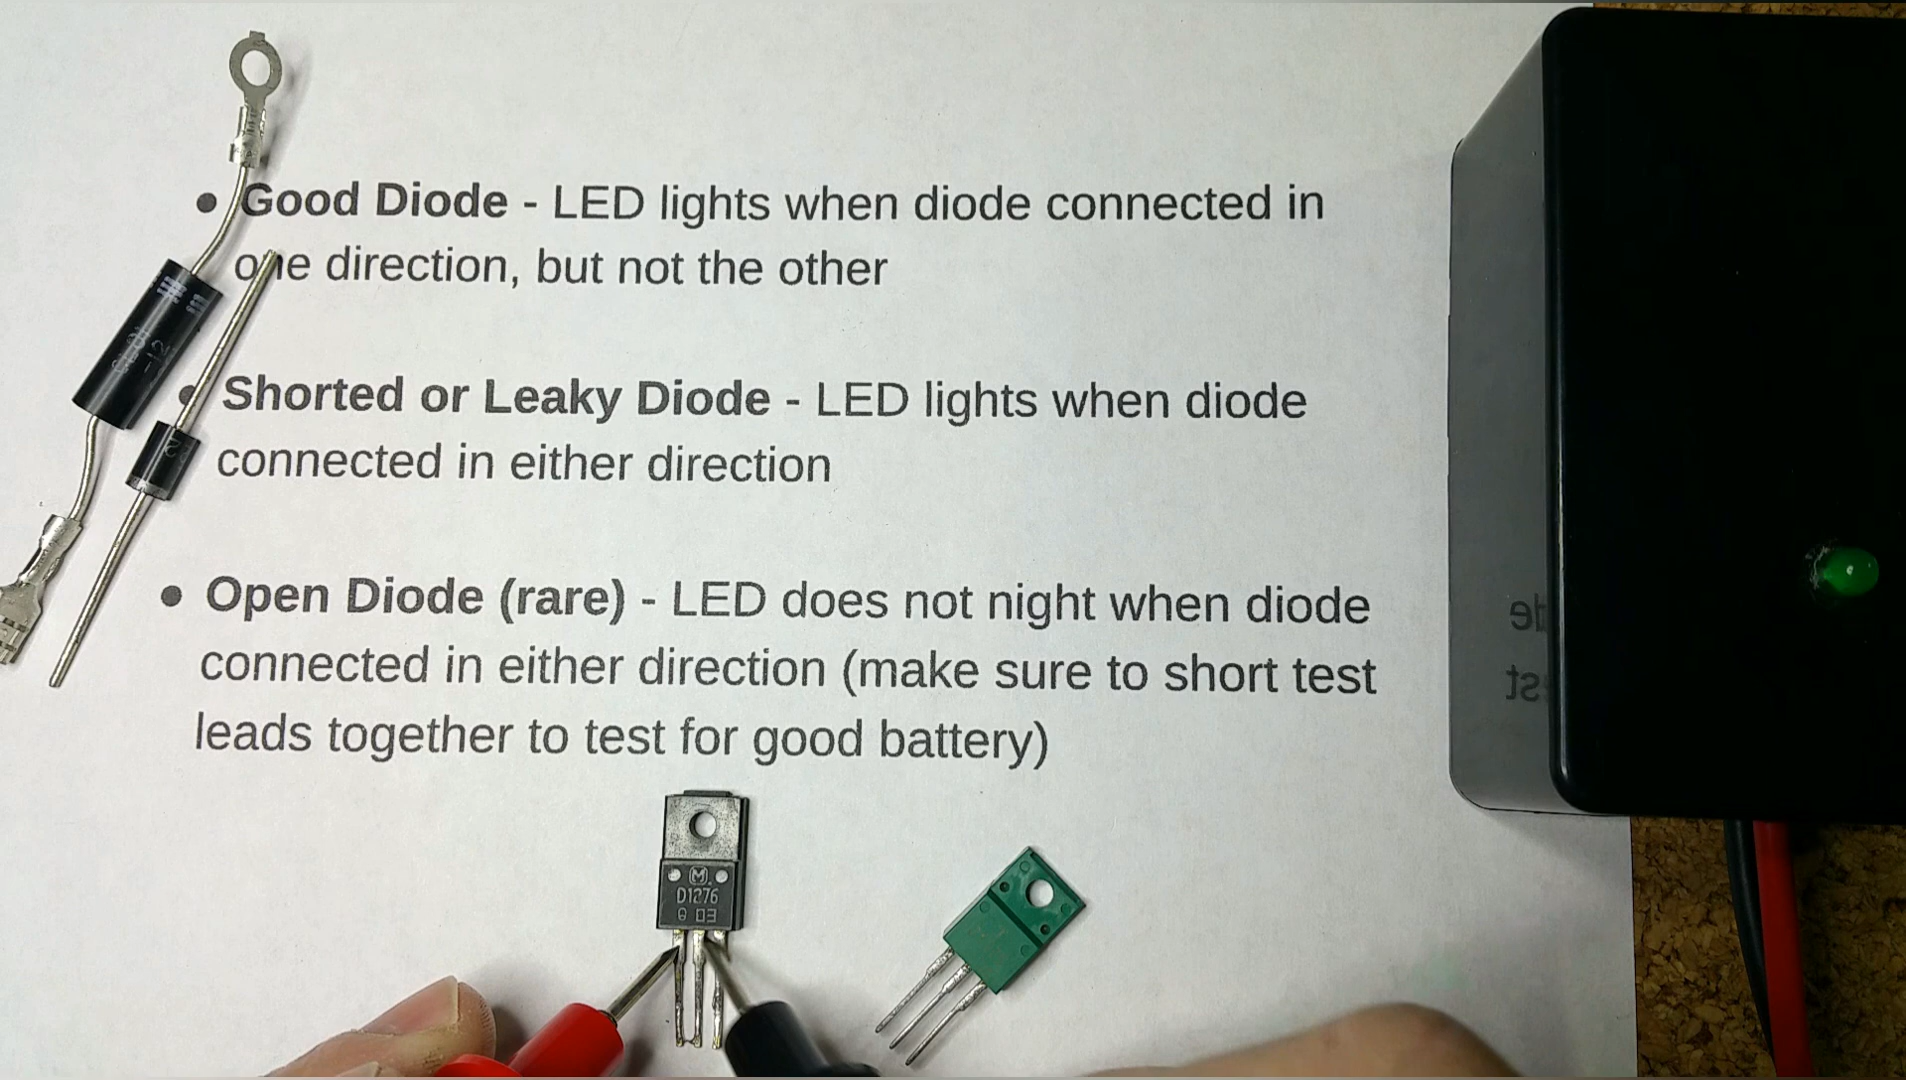 • Good Diode - LED lights when diode connected in
one direction, but not the other
• Shorted or Leaky Diode - LED lights when diode
connected in either direction
• Open Diode (rare) - LED does not night when diode
connected in either direction (make sure to short test
leads together to test for good battery)
M
D1276